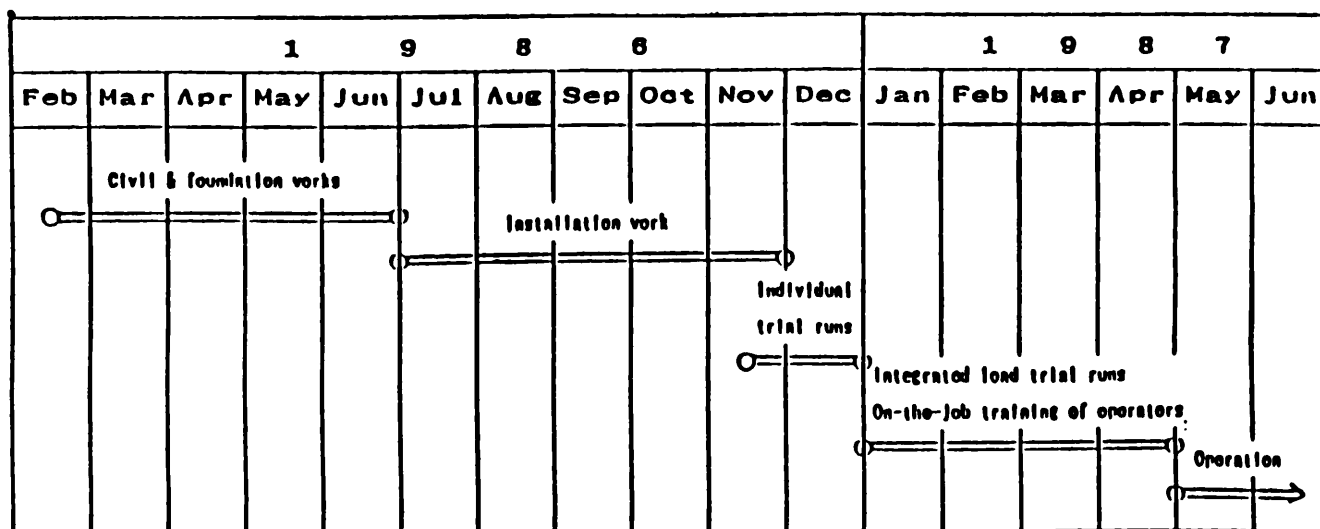 1 9 8 6 1 9 8 7
Feb Mar Apr May Jun Jul Aug Sep Oct Nov Dec Jan Feb Mar Apr May Jun
Civil & foumintion works
Installation work
Individual
trial runs
Integrated load trial runs
On-the-Job training of operators
Operation